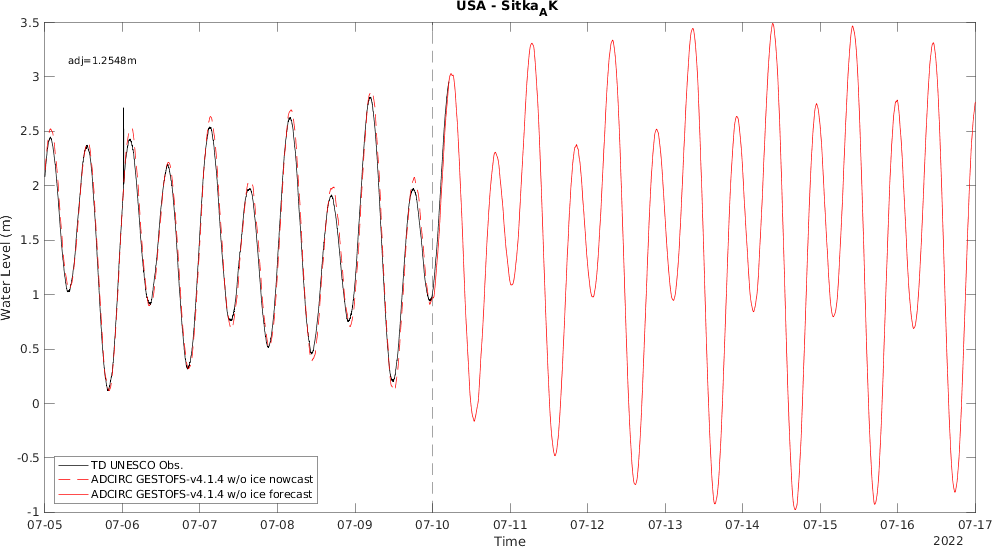 USA - Sitka_AK
adj=1.2548m
3.5
3
2.5
2
1.5
1
0.5
0
-0.5
-1
Water Level (m)
TD UNESCO Obs.
ADCIRC GESTOFS-v4.1.4 w/o ice nowcast
ADCIRC GESTOFS-v4.1.4 w/o ice forecast
07-05 07-06 07-07 07-08 07-09 07-10 07-11 07-12 07-13 07-14 07-15 07-16 07-17
Time
2022